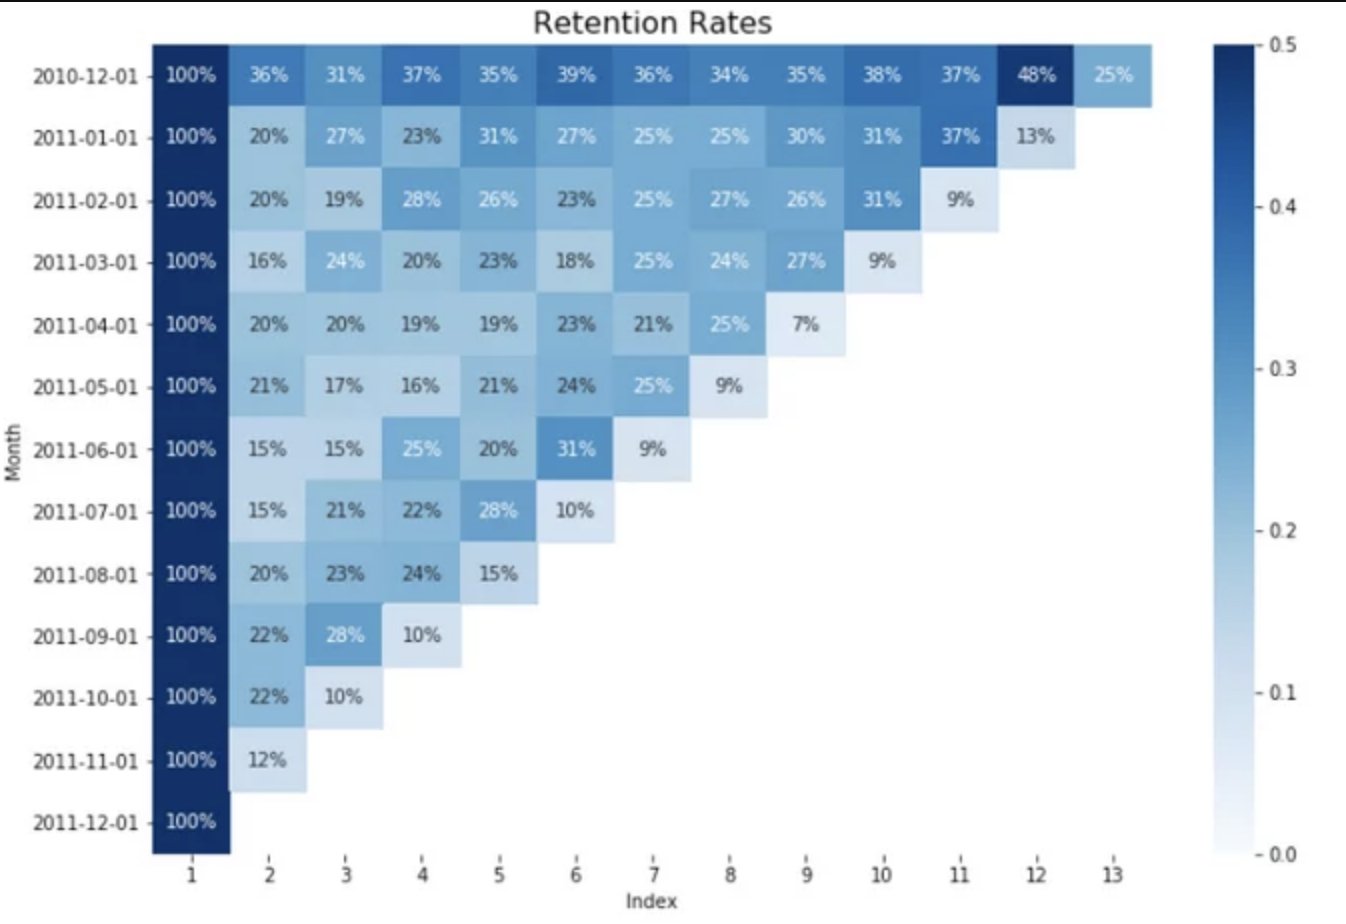 Retention Rates
2010-12-01 100% 36% 31% 37% 35% 39% 36% 34% 35% 38% 37% 48% 25%
2011-01-01 100% 20% 27% 23% 31% 27% 25% 25% 30% 31% 37% 13%
2011-02-01 100% 20% 19% 28% 26% 23% 25% 27% 26% 31% 9%
2011-03-01 100% 16% 24% 20% 23% 18% 25% 24% 27% 9%
2011-04-01 100% 20% 20% 19% 19% 23% 21% 25% 7%
2011-05-01 100% 21% 17% 16% 21% 24% 25% 9%
2011-06-01 100% 15% 15% 25% 20% 31% 9%
2011-07-01 100% 15% 21% 22% 28% 10%
2011-08-01 100% 20% 23% 24% 15%
2011-09-01 100% 22% 28% 10%
2011-10-01 100% 22% 10%
2011-11-01 100% 12%
2011-12-01 100%
1 2 3 4 5 6 7 8 9 10 11 12 13
Index
Month
0.5
0.4
0.3
0.2
0.1
0.0